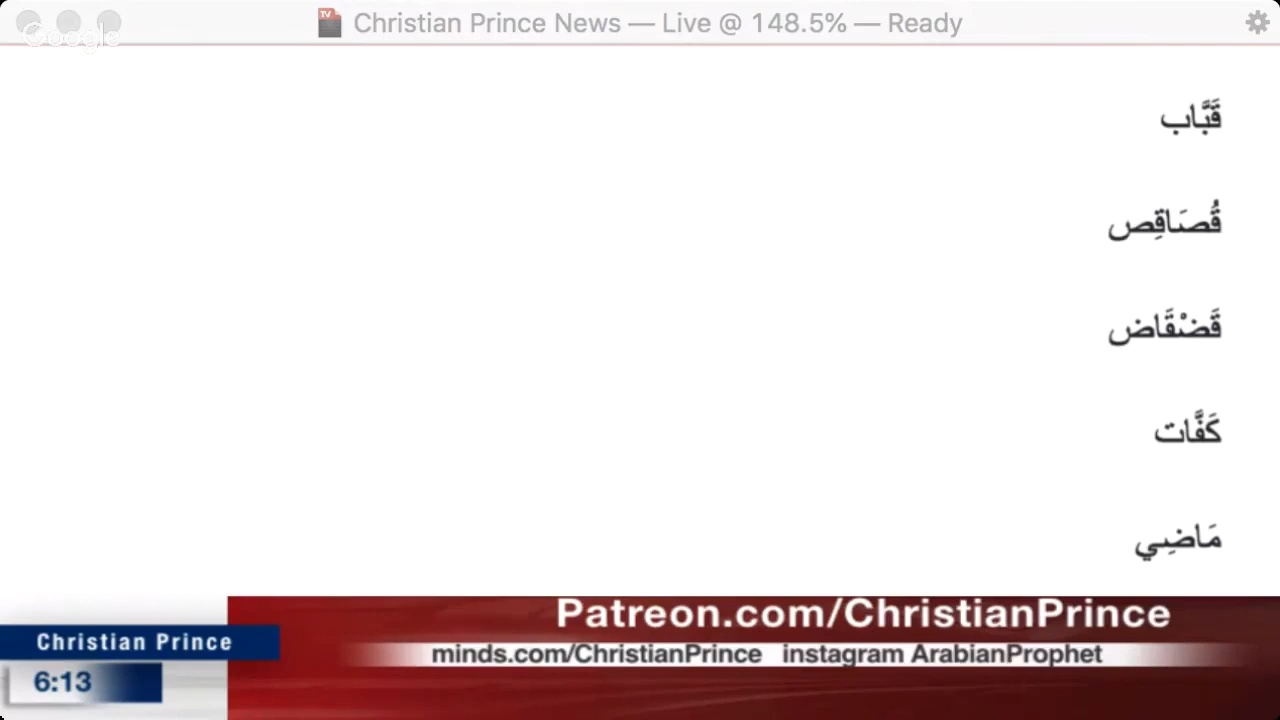 Christian Prince News — Live @ 148.5% — Ready
Google
قَبَّاب
قُصَاقِص
قَضْقَاض
كَفَّات
مَاضِي
Patreon.com/ChristianPrince
Christian Prince
minds.com/ChristianPrince instagram ArabianProphet
6:13